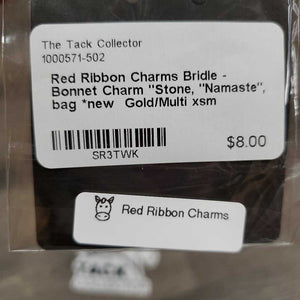 The Tack Collector
1000571-502
Red Ribbon Charms Bridle -
Bonnet Charm "Stone, "Namaste",
bag *new Gold/Multi xsm
$8.00
SR3TWK
Red Ribbon Charms
Tack